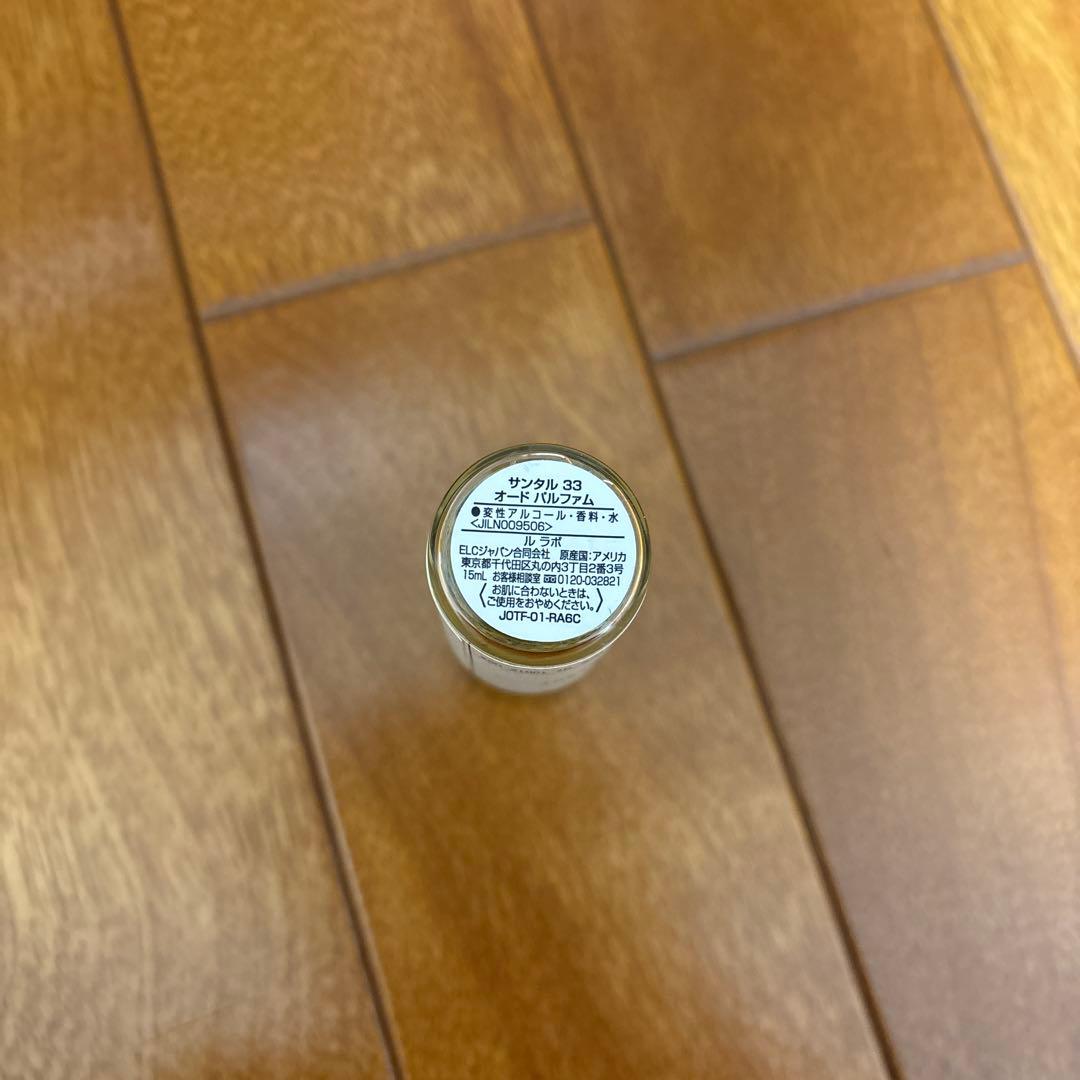 サンタル 33
オード パルファム
●変性アルコール・香料・水
<JILN009506>
ル ラボ
ELCジャパン合同会社 原産国:アメリカ
東京都千代田区丸の内3丁目2番3号
15mL お客様相談室 0120-032821
〈お肌に合わないときは、
ご使用をおやめください。〉
J0TF-01-RA6C